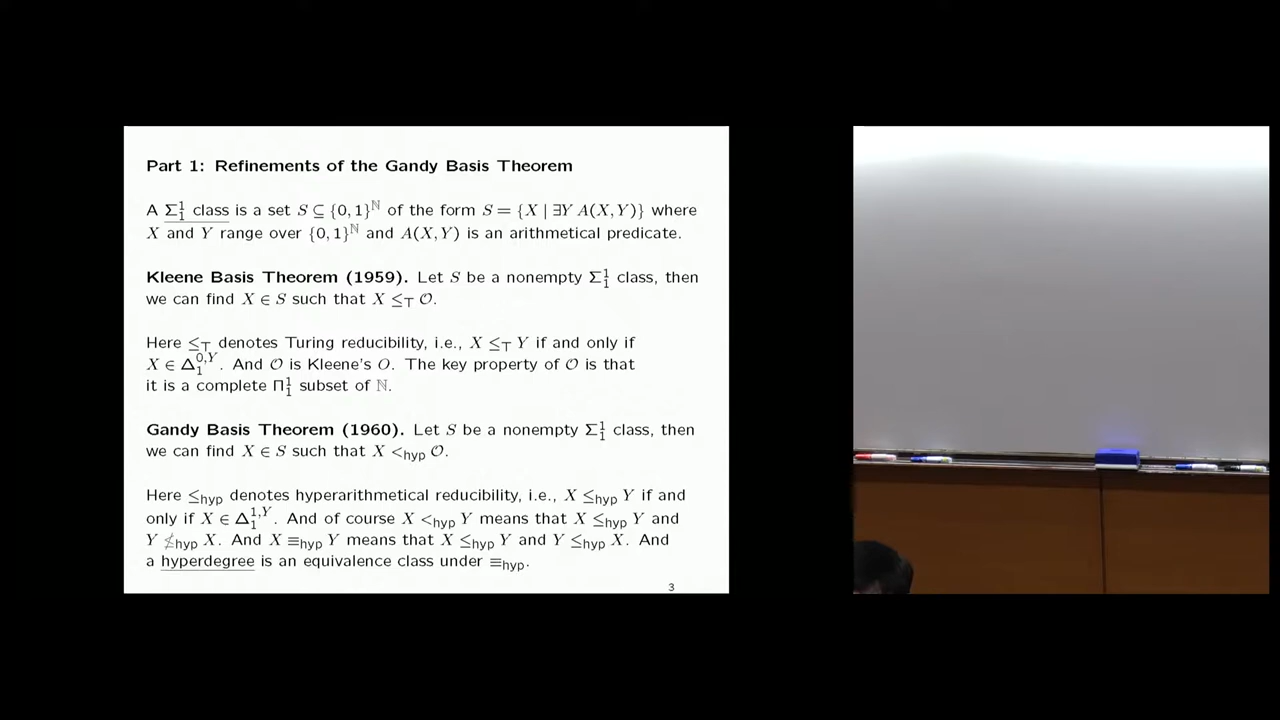 Part 1: Refinements of the Gandy Basis Theorem
A Σ¹₁ class is a set S ⊆ {0,1}^ℕ of the form S = {X | ∃Y A(X,Y)} where
X and Y range over {0,1}^ℕ and A(X,Y) is an arithmetical predicate.
Kleene Basis Theorem (1959). Let S be a nonempty Σ¹₁ class, then
we can find X ∈ S such that X ≤_T 𝒪.
Here ≤_T denotes Turing reducibility, i.e., X ≤_T Y if and only if
X ∈ Δ₁^{0,Y}. And 𝒪 is Kleene's O. The key property of 𝒪 is that
it is a complete Π¹₁ subset of ℕ.
Gandy Basis Theorem (1960). Let S be a nonempty Σ¹₁ class, then
we can find X ∈ S such that X <_hyp 𝒪.
Here ≤_hyp denotes hyperarithmetical reducibility, i.e., X ≤_hyp Y if and
only if X ∈ Δ₁^{1,Y}. And of course X <_hyp Y means that X ≤_hyp Y and
Y ≰_hyp X. And X ≡_hyp Y means that X ≤_hyp Y and Y ≤_hyp X. And
a hyperdegree is an equivalence class under ≡_hyp.
3